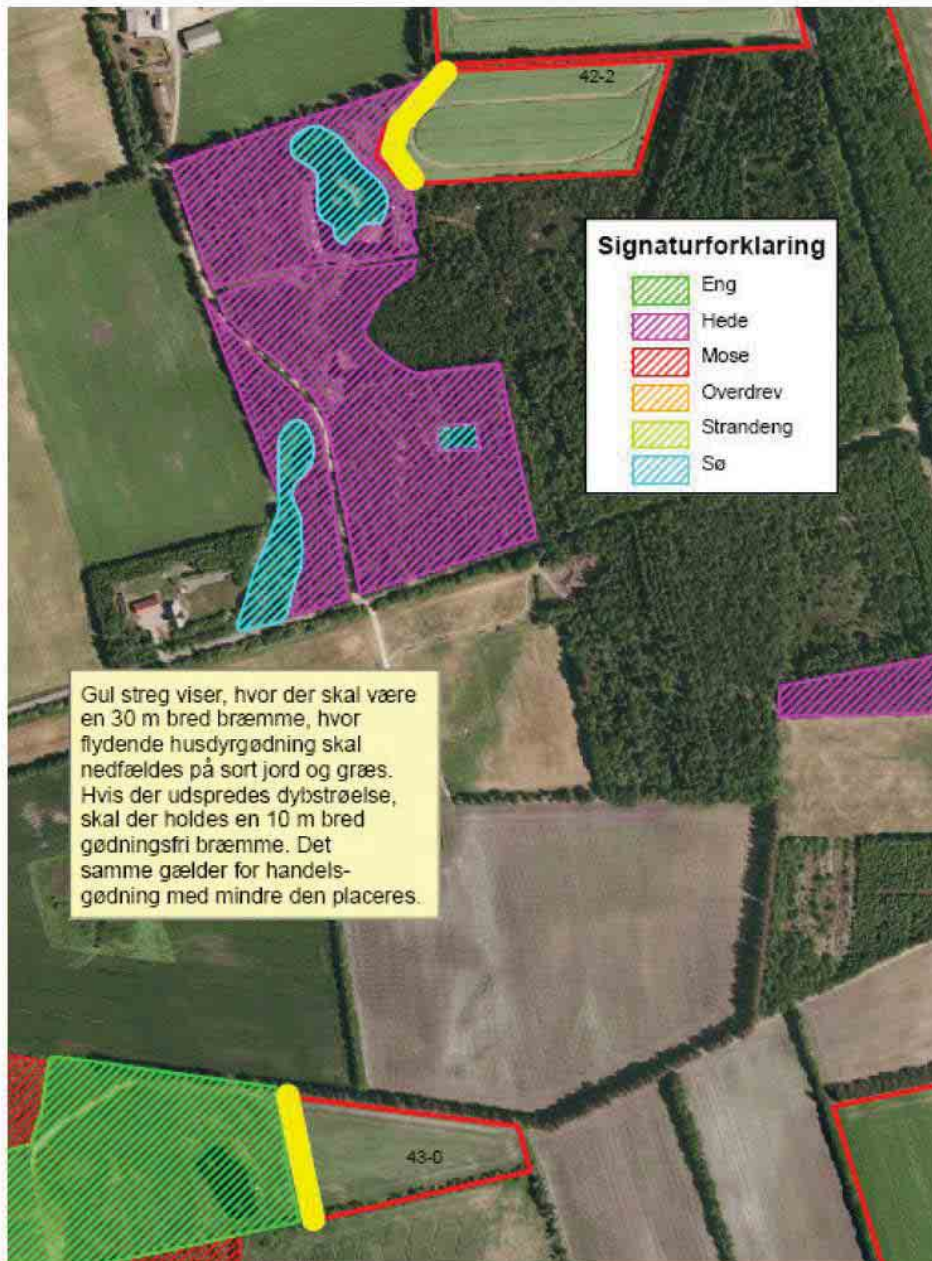 42-2
Signaturforklaring
Eng
Hede
Mose
Overdrev
Strandeng
Sø
Gul streg viser, hvor der skal være
en 30 m bred bræmme, hvor
flydende husdyrgødning skal
nedfældes på sort jord og græs.
Hvis der udspredes dybstrøelse,
skal der holdes en 10 m bred
gødningsfri bræmme. Det
samme gælder for handels-
gødning med mindre den placeres.
43-0